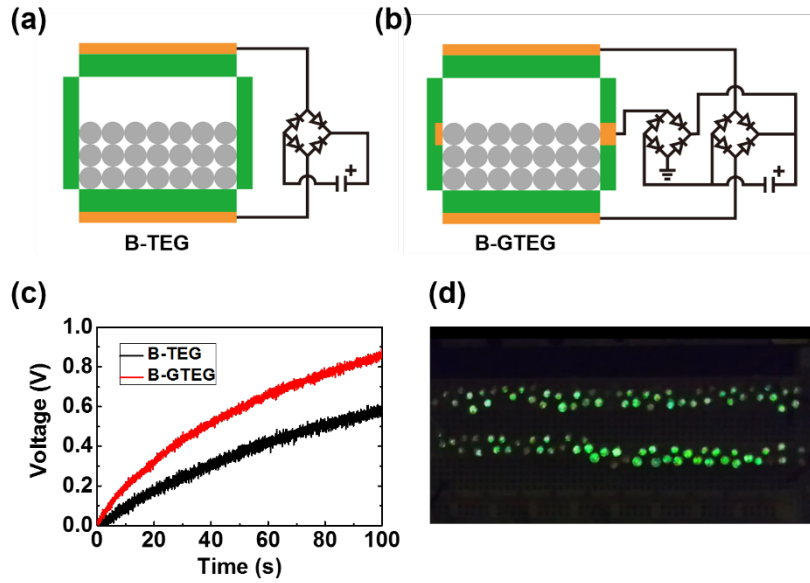 (a)
(b)
+
+
B-TEG
B-GTEG
(c)
(d)
1.0
0.8
0.6
0.4
0.2
0.0
Voltage (V)
B-TEG
B-GTEG
0 20 40 60 80 100
Time (s)